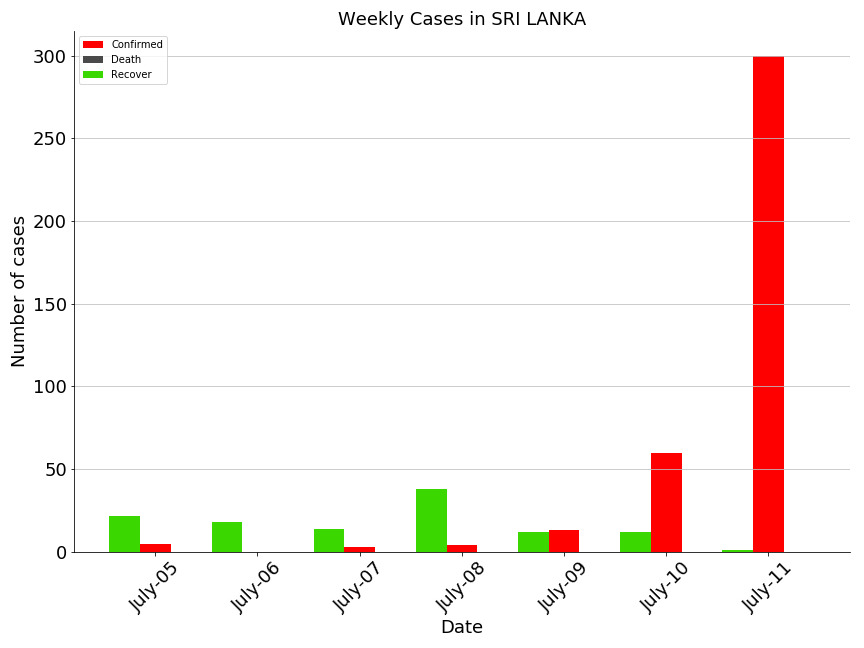 Weekly Cases in SRI LANKA
Confirmed
Death
Recover
300
250
200
150
100
50
0
Number of cases
July-05
July-06
July-07
July-08
July-09
July-10
July-11
Date